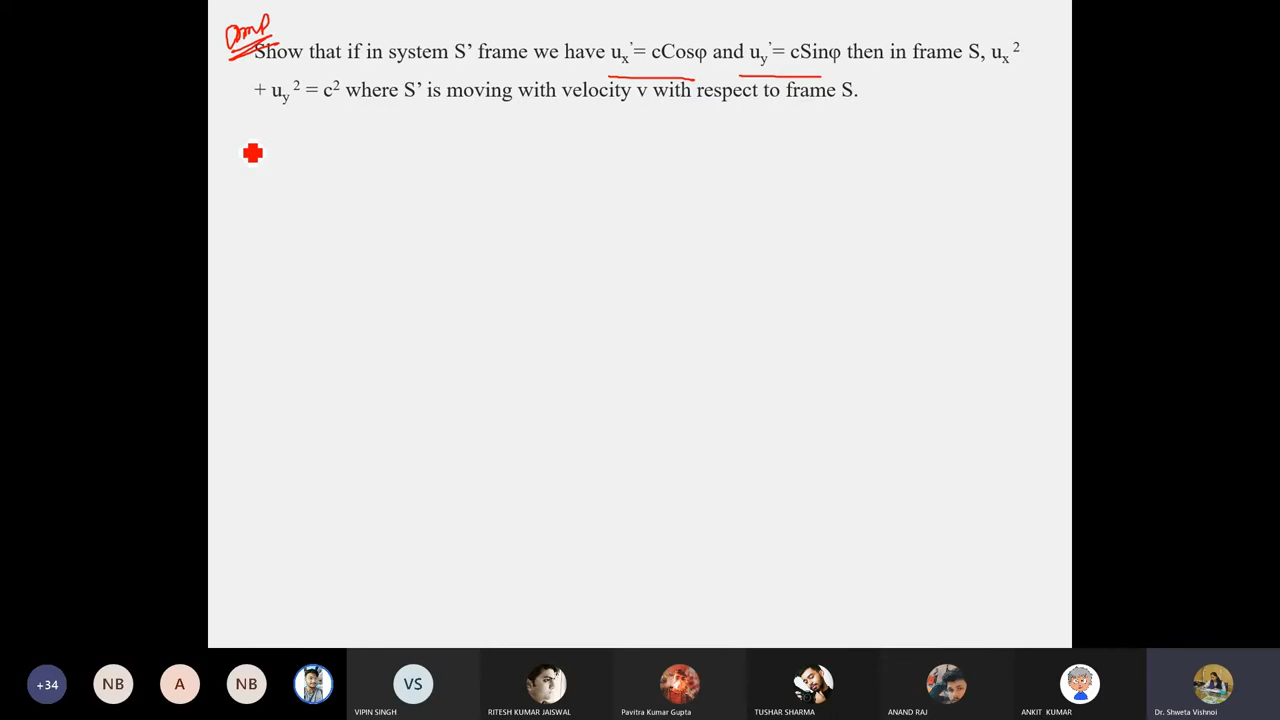 Imp
Show that if in system S’ frame we have uₓ’= cCosφ and u_y’= cSinφ then in frame S, uₓ ²
+ u_y ² = c² where S’ is moving with velocity v with respect to frame S.
+34
NB
A
NB
VS
VIPIN SINGH
RITESH KUMAR JAISWAL
Pavitra Kumar Gupta
TUSHAR SHARMA
ANAND RAJ
ANKIT KUMAR
Dr. Shweta Vishnoi